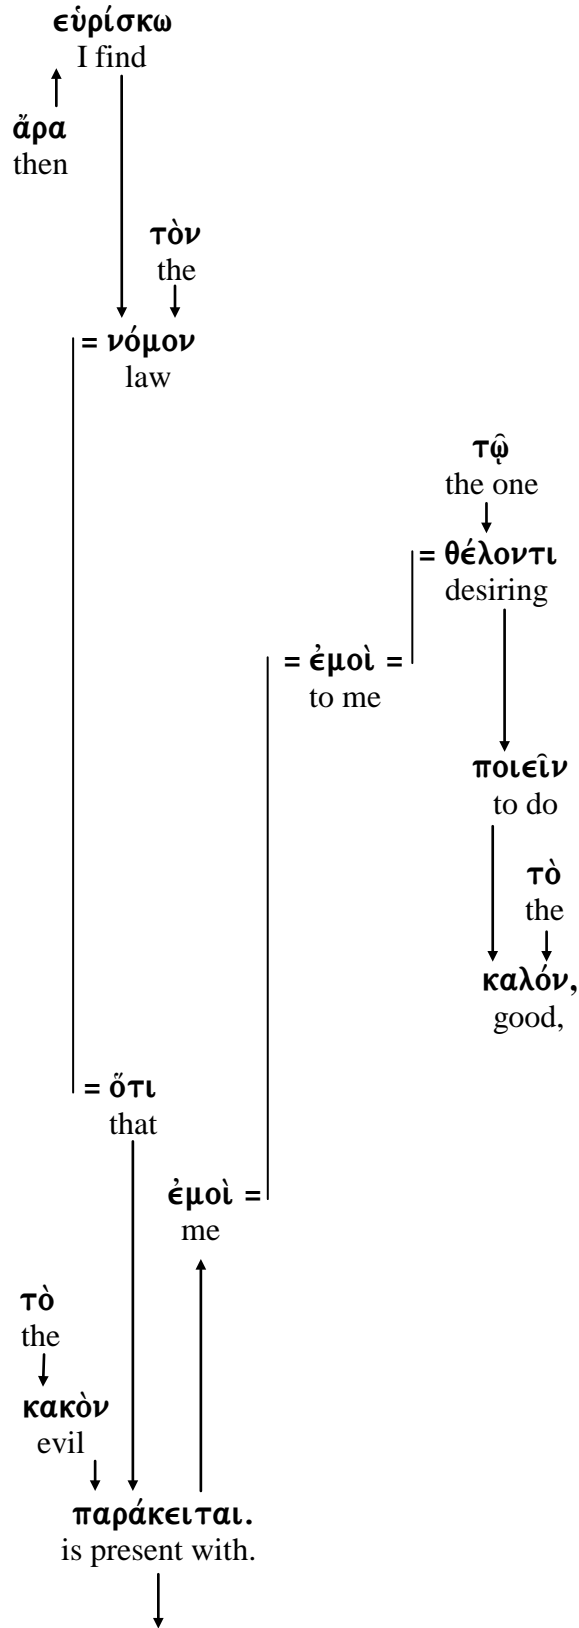 εὑρίσκω
I find
ἄρα
then
τὸν
the
= νόμον
law
τῷ
the one
= θέλοντι
desiring
= ἐμοὶ =
to me
ποιεῖν
to do
τὸ
the
καλόν,
good,
= ὅτι
that
ἐμοὶ =
me
τὸ
the
κακὸν
evil
παράκειται.
is present with.